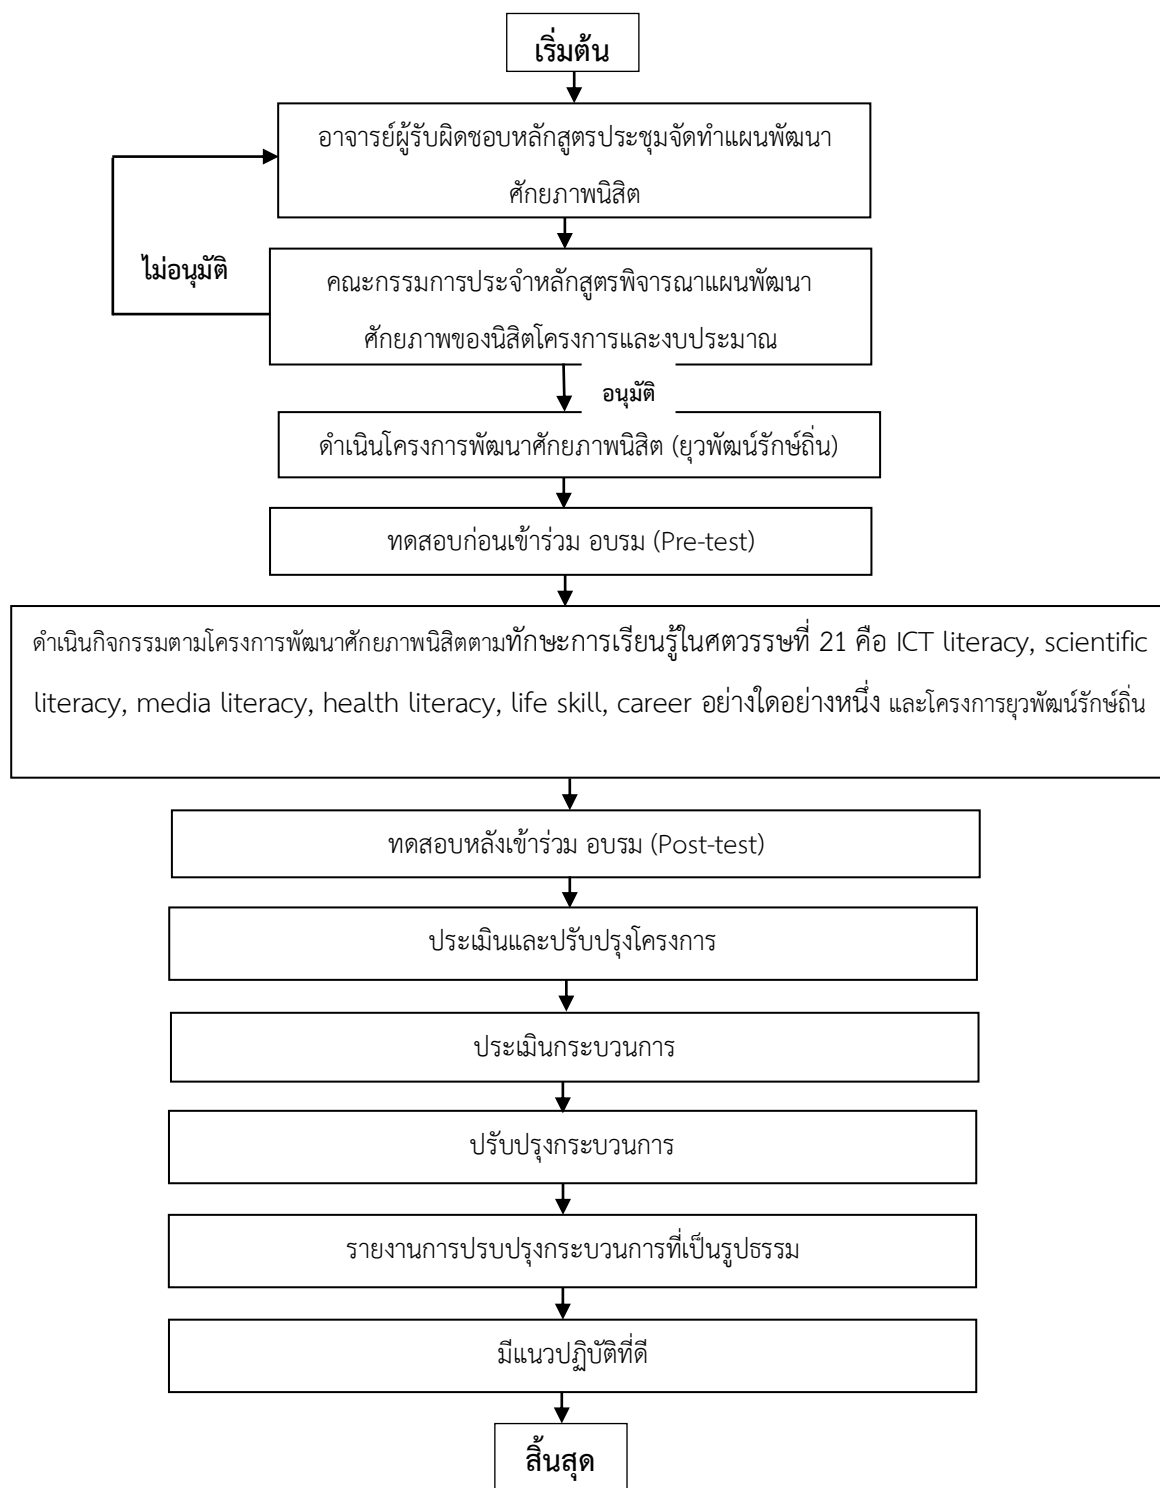 เริ่มต้น
อาจารย์ผู้รับผิดชอบหลักสูตรประชุมจัดทำแผนพัฒนา
ศักยภาพนิสิต
ไม่อนุมัติ
คณะกรรมการประจำหลักสูตรพิจารณาแผนพัฒนา
ศักยภาพของนิสิตโครงการและงบประมาณ
อนุมัติ
ดำเนินโครงการพัฒนาศักยภาพนิสิต (ยุวพัฒน์รักษ์ถิ่น)
ทดสอบก่อนเข้าร่วม อบรม (Pre-test)
ดำเนินกิจกรรมตามโครงการพัฒนาศักยภาพนิสิตตามทักษะการเรียนรู้ในศตวรรษที่ 21 คือ ICT literacy, scientific
literacy, media literacy, health literacy, life skill, career อย่างใดอย่างหนึ่ง และโครงการยุวพัฒน์รักษ์ถิ่น
ทดสอบหลังเข้าร่วม อบรม (Post-test)
ประเมินและปรับปรุงโครงการ
ประเมินกระบวนการ
ปรับปรุงกระบวนการ
รายงานการปรบปรุงกระบวนการที่เป็นรูปธรรม
มีแนวปฏิบัติที่ดี
สิ้นสุด